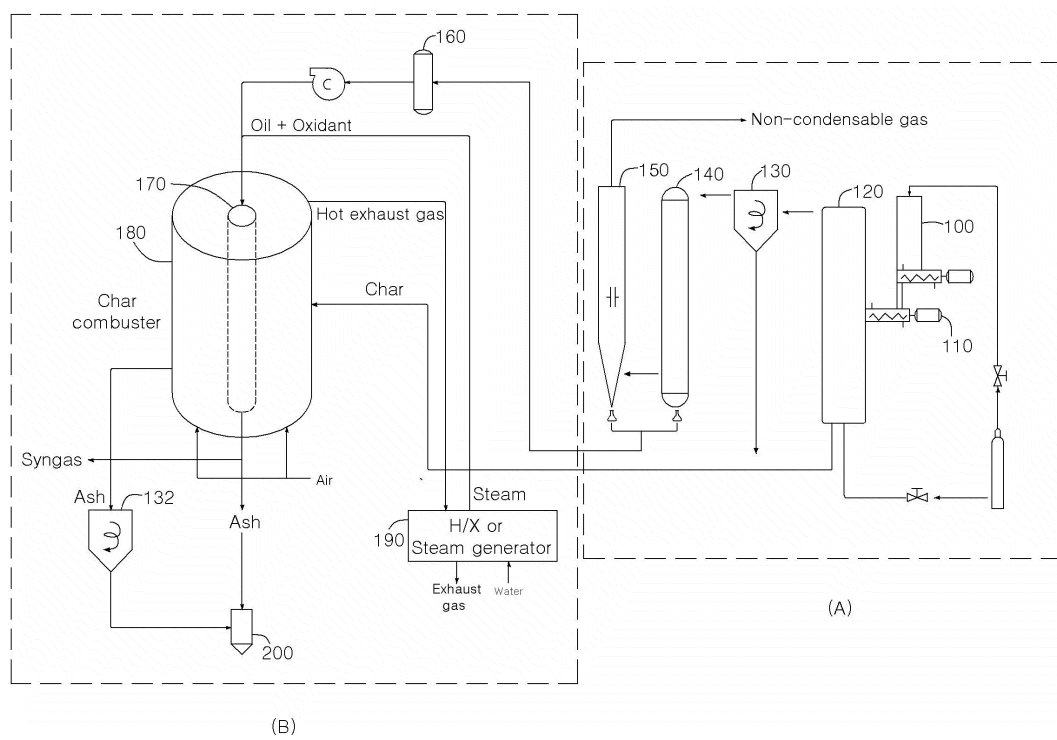 160
C
Oil + Oxidant
170
Hot exhaust gas
180
Char
Char
combuster
Syngas
Air
Ash
132
Ash
Steam
190
H/X or
Steam generator
Exhaust
gas
Water
200
(B)
Non-condensable gas
150
140
130
120
100
110
(A)